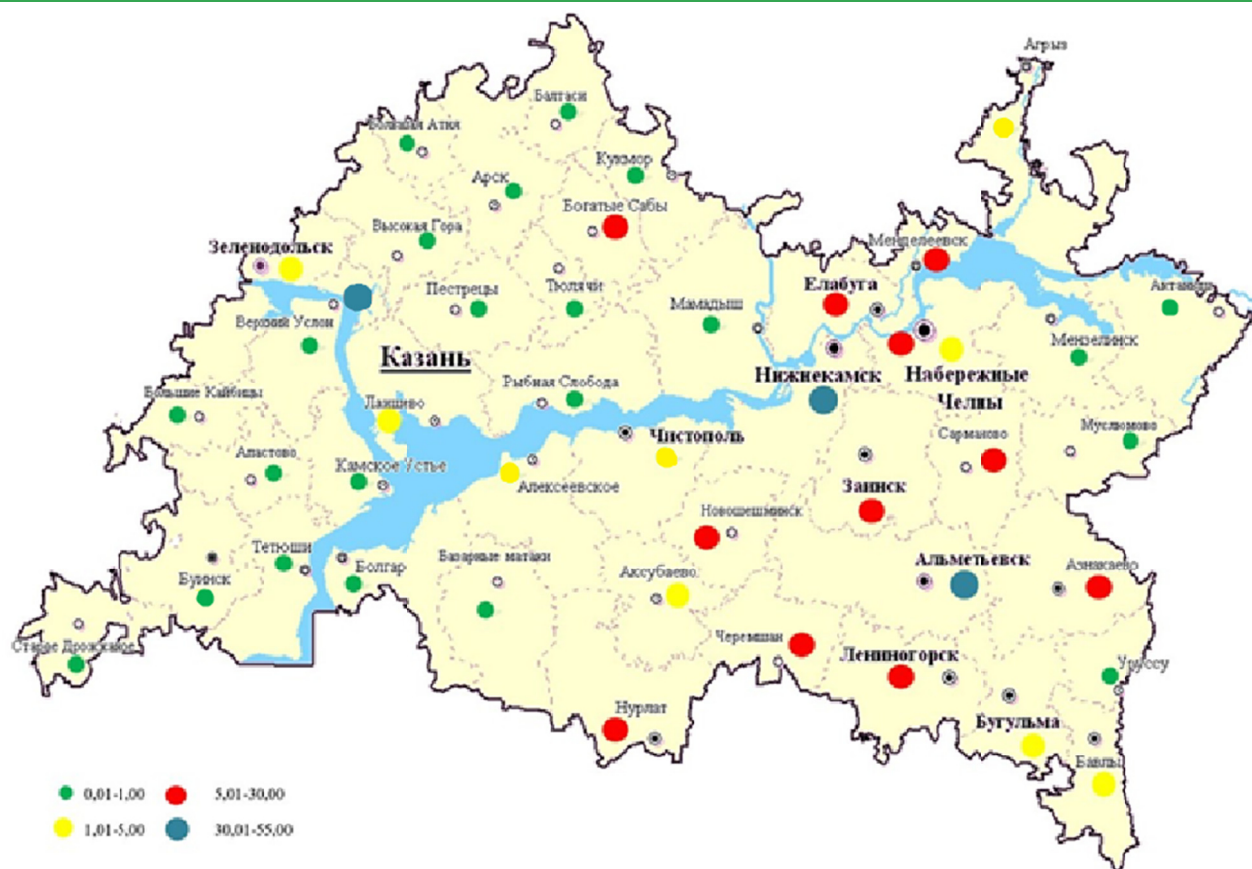 Агрыз
Балтаси
Большая Атня
Кукмор
Арск
Богатые Сабы
Высокая Гора
Зеленодольск
Менделеевск
Елабуга
Пестрецы
Тюлячи
Мамадыш
Актаныш
Верхний Услон
Мензелинск
Казань
Нижнекамск
Набережные
Челны
Рыбная Слобода
Большие Кайбицы
Лаишево
Чистополь
Сарманово
Муслюмово
Апастово
Камское Устье
Алексеевское
Заинск
Новошешминск
Тетюши
Болгар
Базарные матаки
Аксубаево
Альметьевск
Азнакаево
Буинск
Черемшан
Лениногорск
Старое Дрожжаное
Уруссу
Нурлат
Бугульма
Бавлы
0,01-1,00
5,01-30,00
1,01-5,00
30,01-55,00